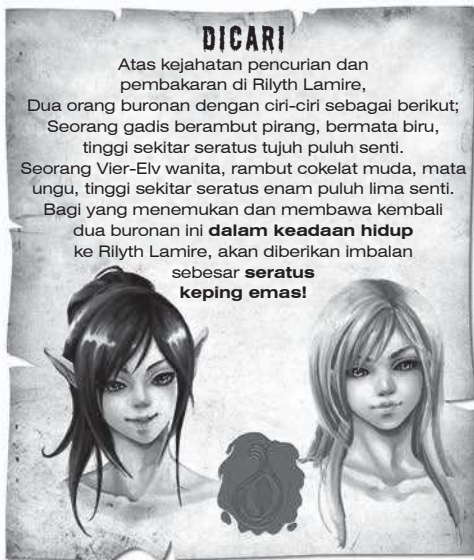 DICARI
Atas kejahatan pencurian dan
pembakaran di Rilyth Lamire,
Dua orang buronan dengan ciri-ciri sebagai berikut;
Seorang gadis berambut pirang, bermata biru,
tinggi sekitar seratus tujuh puluh senti.
Seorang Vier-Elv wanita, rambut cokelat muda, mata
ungu, tinggi sekitar seratus enam puluh lima senti.
Bagi yang menemukan dan membawa kembali
dua buronan ini dalam keadaan hidup
ke Rilyth Lamire, akan diberikan imbalan
sebesar seratus
keping emas!